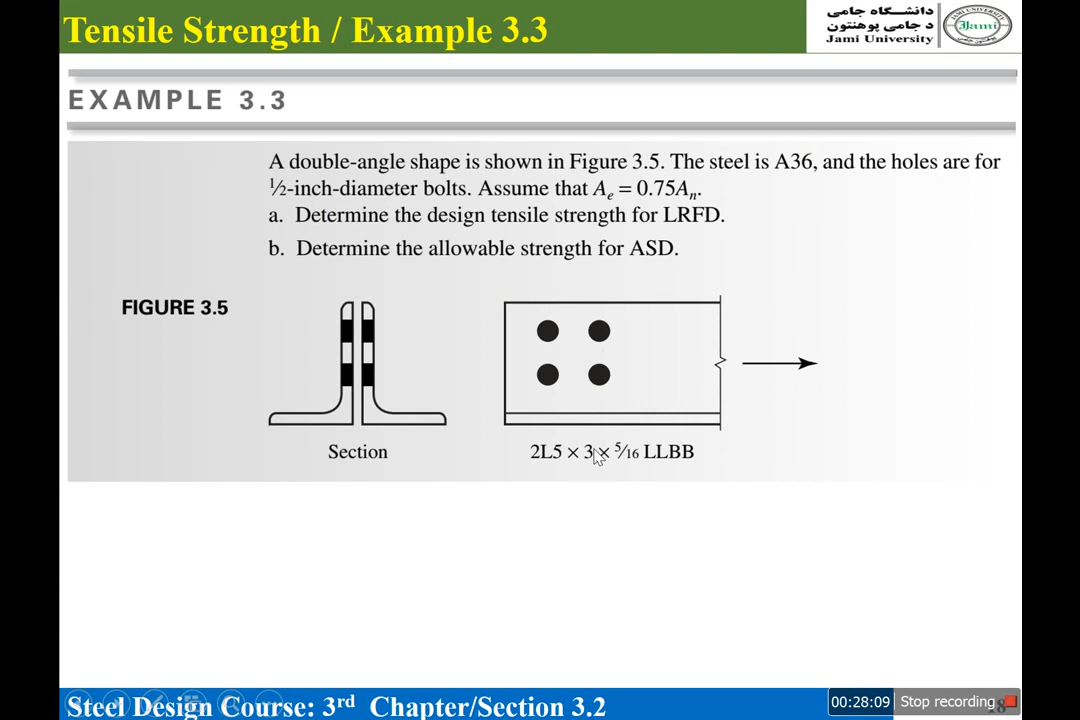 Tensile Strength / Example 3.3
دانشگاه جامی
د جامی پوهنتون
Jami University
Jami
EXAMPLE 3.3
A double-angle shape is shown in Figure 3.5. The steel is A36, and the holes are for
½-inch-diameter bolts. Assume that Aₑ = 0.75Aₙ.
a. Determine the design tensile strength for LRFD.
b. Determine the allowable strength for ASD.
FIGURE 3.5
Section
2L5 × 3 × 5⁄16 LLBB
Steel Design Course: 3rd Chapter/Section 3.2
00:28:09 Stop recording